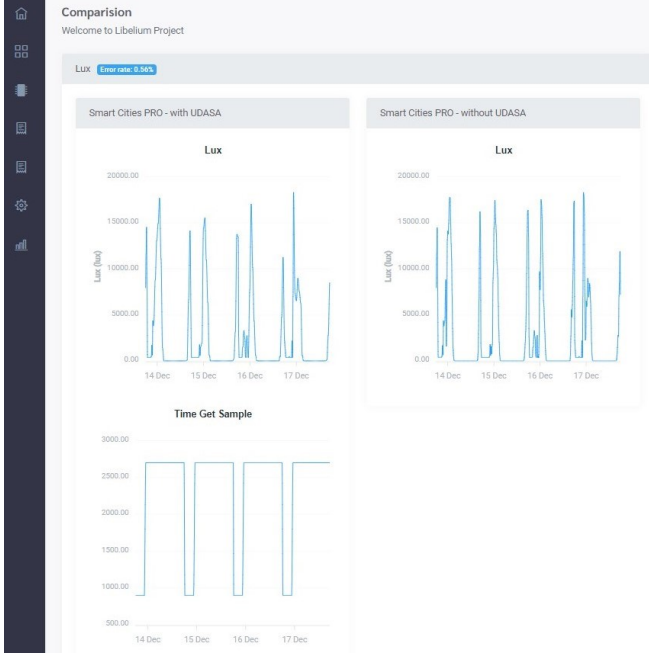 Comparision
Welcome to Libelium Project
Lux Error rate: 0.56%
Smart Cities PRO - with UDASA
Lux
20000.00
15000.00
10000.00
5000.00
0.00
Lux (lux)
14 Dec 15 Dec 16 Dec 17 Dec
Smart Cities PRO - without UDASA
Lux
20000.00
15000.00
10000.00
5000.00
0.00
Lux (lux)
14 Dec 15 Dec 16 Dec 17 Dec
Time Get Sample
3000.00
2500.00
2000.00
1500.00
1000.00
500.00
14 Dec 15 Dec 16 Dec 17 Dec